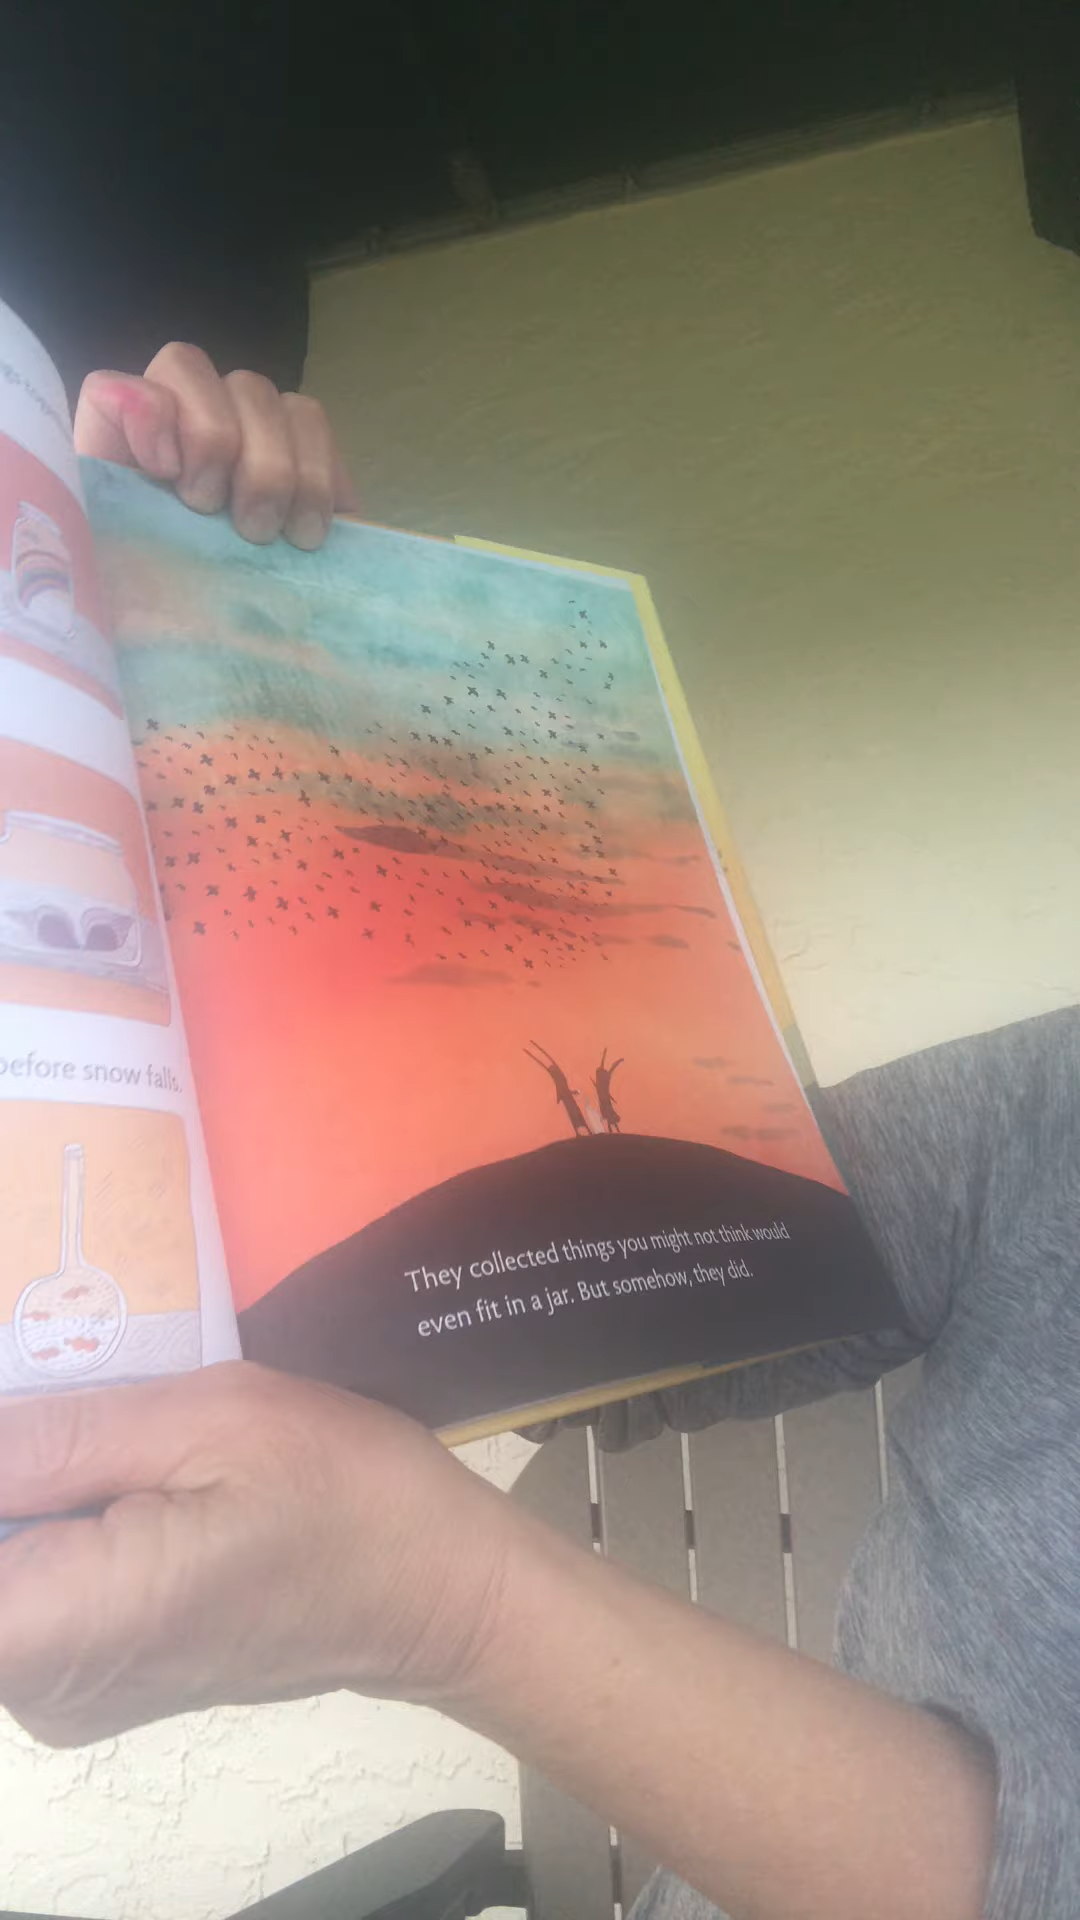 before snow falls.
They collected things you might not think would
even fit in a jar. But somehow, they did.